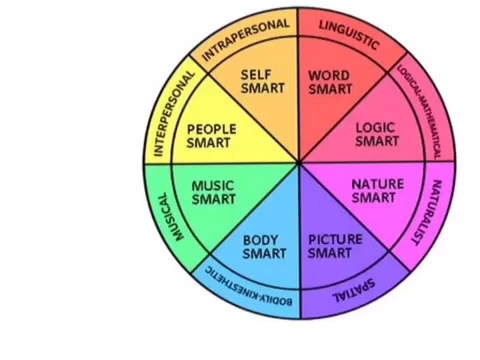 INTRAPERSONAL
LINGUISTIC
SELF
SMART
WORD
SMART
INTERPERSONAL
LOGICAL-MATHEMATICAL
PEOPLE
SMART
LOGIC
SMART
MUSIC
SMART
NATURE
SMART
MUSICAL
NATURALIST
BODY
SMART
PICTURE
SMART
BODILY-KINESTHETIC
SPATIAL